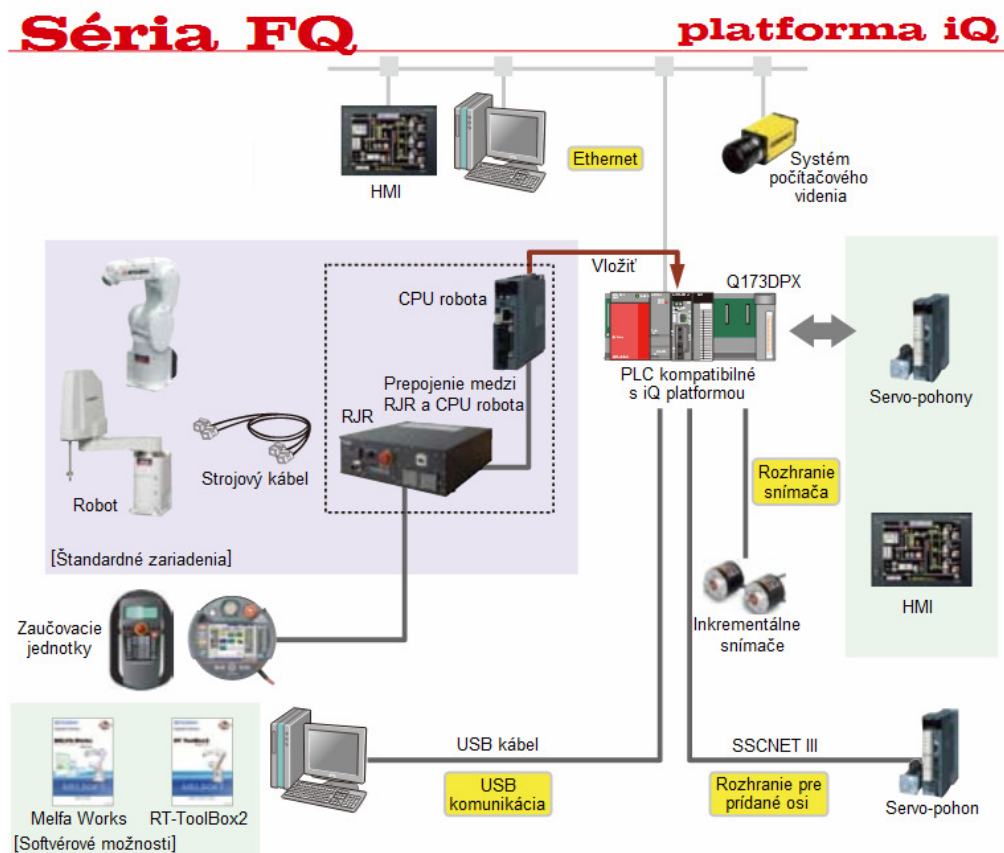 Séria FQ
platforma iQ
HMI
Ethernet
Systém
počítačového
videnia
Vložiť
CPU robota
Q173DPX
Prepojenie medzi
RJR a CPU robota
RJR
PLC kompatibilné
s iQ platformou
Servo-pohony
Strojový kábel
Robot
Rozhranie
snímača
[Štandardné zariadenia]
HMI
Zaučovacie
jednotky
Inkrementálne
snímače
USB kábel
SSCNET III
USB
komunikácia
Rozhranie pre
prídané osi
Servo-pohon
Melfa Works
RT-ToolBox2
[Softvérové možnosti]